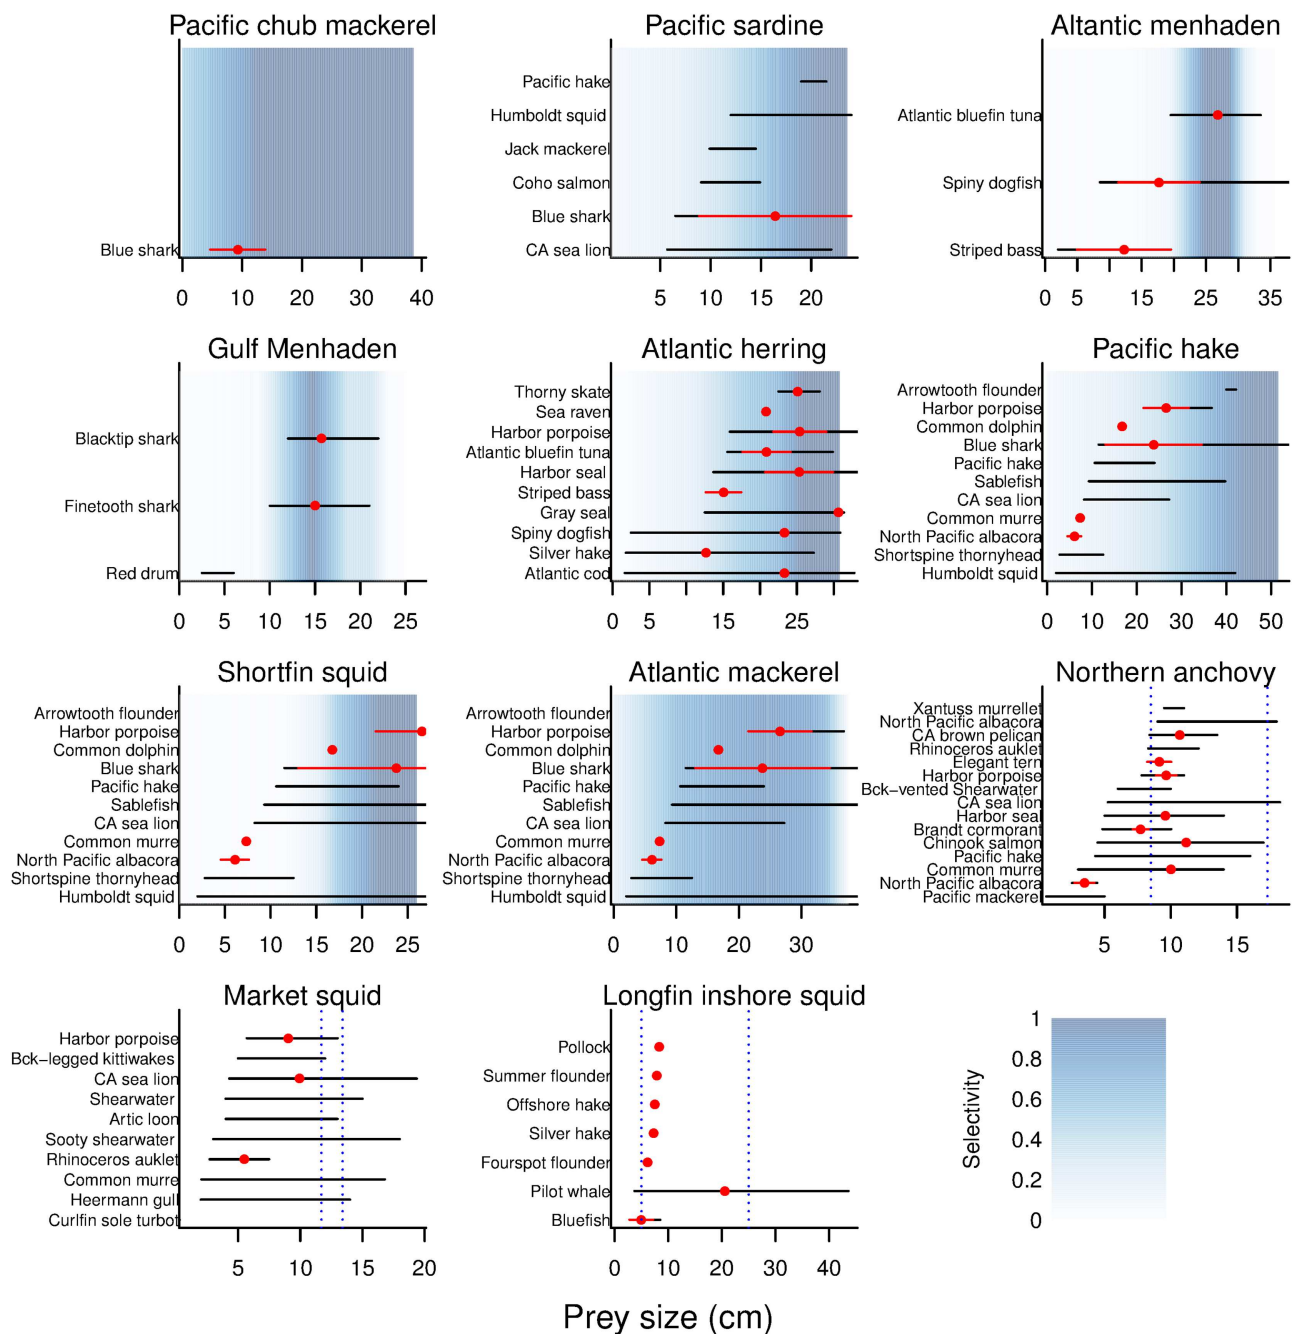 Pacific chub mackerel
Blue shark
0 10 20 30 40
Pacific sardine
Pacific hake
Humboldt squid
Jack mackerel
Coho salmon
Blue shark
CA sea lion
5 10 15 20
Altantic menhaden
Atlantic bluefin tuna
Spiny dogfish
Striped bass
0 5 15 25 35
Gulf Menhaden
Blacktip shark
Finetooth shark
Red drum
0 5 10 15 20 25
Atlantic herring
Thorny skate
Sea raven
Harbor porpoise
Atlantic bluefin tuna
Harbor seal
Striped bass
Gray seal
Spiny dogfish
Silver hake
Atlantic cod
0 5 15 25
Pacific hake
Arrowtooth flounder
Harbor porpoise
Common dolphin
Blue shark
Pacific hake
Sablefish
CA sea lion
Common murre
North Pacific albacora
Shortspine thornyhead
Humboldt squid
0 10 20 30 40 50
Shortfin squid
Arrowtooth flounder
Harbor porpoise
Common dolphin
Blue shark
Pacific hake
Sablefish
CA sea lion
Common murre
North Pacific albacora
Shortspine thornyhead
Humboldt squid
0 5 10 15 20 25
Atlantic mackerel
Arrowtooth flounder
Harbor porpoise
Common dolphin
Blue shark
Pacific hake
Sablefish
CA sea lion
Common murre
North Pacific albacora
Shortspine thornyhead
Humboldt squid
0 10 20 30
Northern anchovy
Xantuss murrellet
North Pacific albacora
CA brown pelican
Rhinoceros auklet
Elegant tern
Harbor porpoise
Bck-vented Shearwater
CA sea lion
Harbor seal
Brandt cormorant
Chinook salmon
Pacific hake
Common murre
North Pacific albacora
Pacific mackerel
5 10 15
Market squid
Harbor porpoise
Bck-legged kittiwakes
CA sea lion
Shearwater
Artic loon
Sooty shearwater
Rhinoceros auklet
Common murre
Heermann gull
Curlfin sole turbot
5 10 15 20
Longfin inshore squid
Pollock
Summer flounder
Offshore hake
Silver hake
Fourspot flounder
Pilot whale
Bluefish
0 10 20 30 40
Selectivity
1
0.8
0.6
0.4
0.2
0
Prey size (cm)